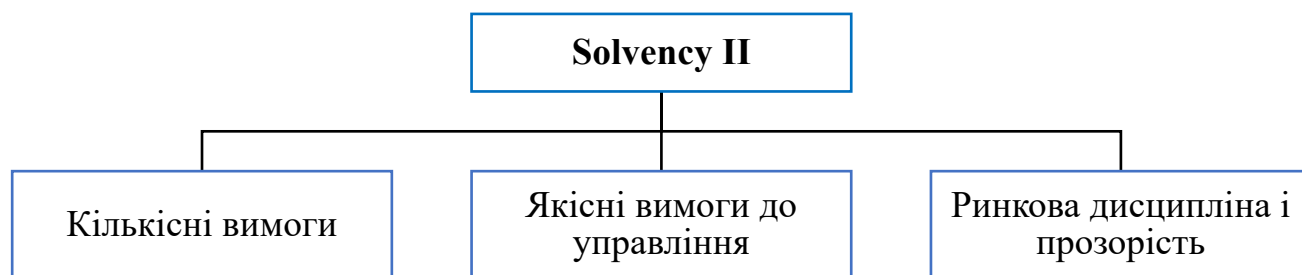 Solvency II
Кількісні вимоги
Якісні вимоги до
управління
Ринкова дисципліна і
прозорість